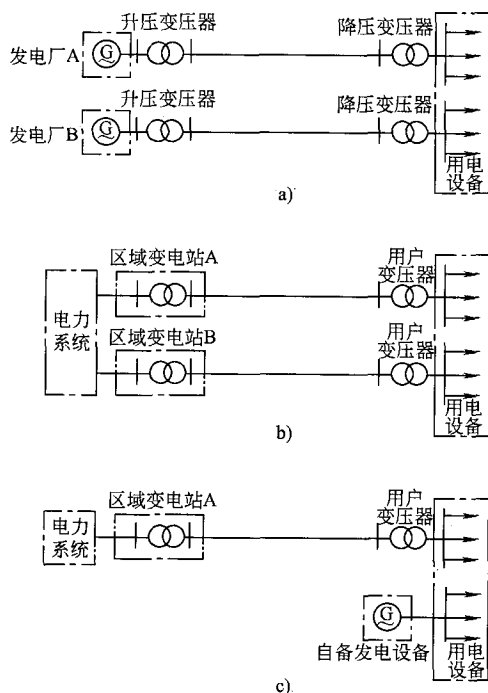 升压变压器
降压变压器
发电厂A
G
升压变压器
降压变压器
发电厂B
G
用电
设备
a)
区域变电站A
用户
变压器
电力
系统
区域变电站B
用户
变压器
用电
设备
b)
区域变电站A
用户
变压器
电力
系统
G
自备发电设备
用电
设备
c)